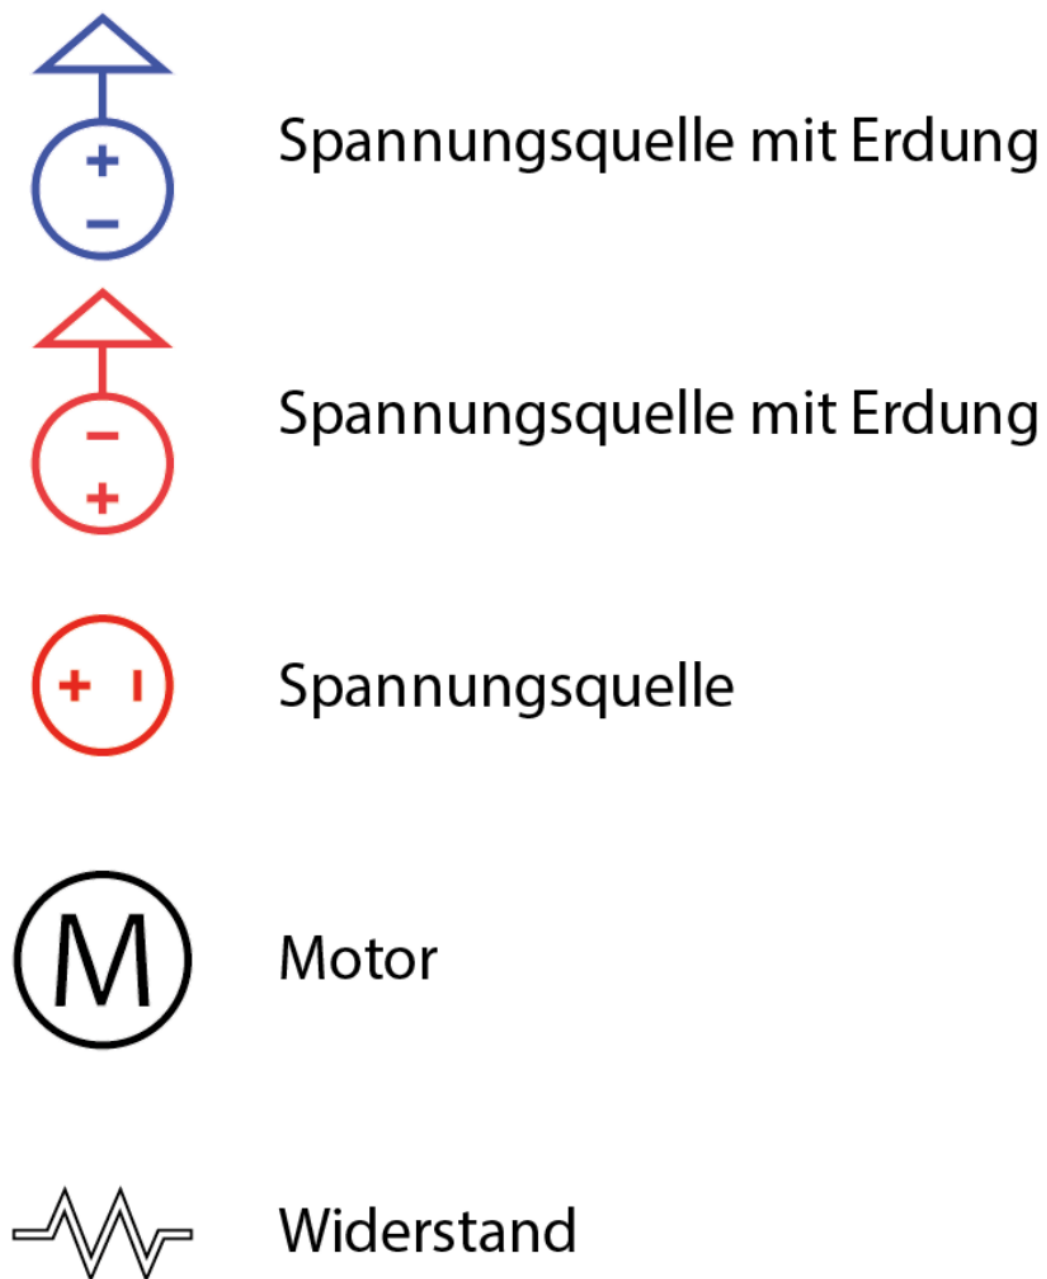 +
−
Spannungsquelle mit Erdung
−
+
Spannungsquelle mit Erdung
+ −
Spannungsquelle
M
Motor
Widerstand